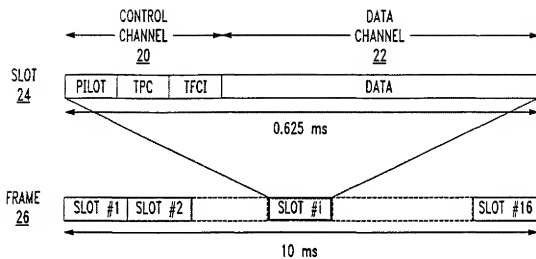 CONTROL CHANNEL 20
DATA CHANNEL 22
SLOT 24
PILOT TPC TFCI DATA
0.625 ms
FRAME 26
SLOT #1 SLOT #2 SLOT #i SLOT #16
10 ms